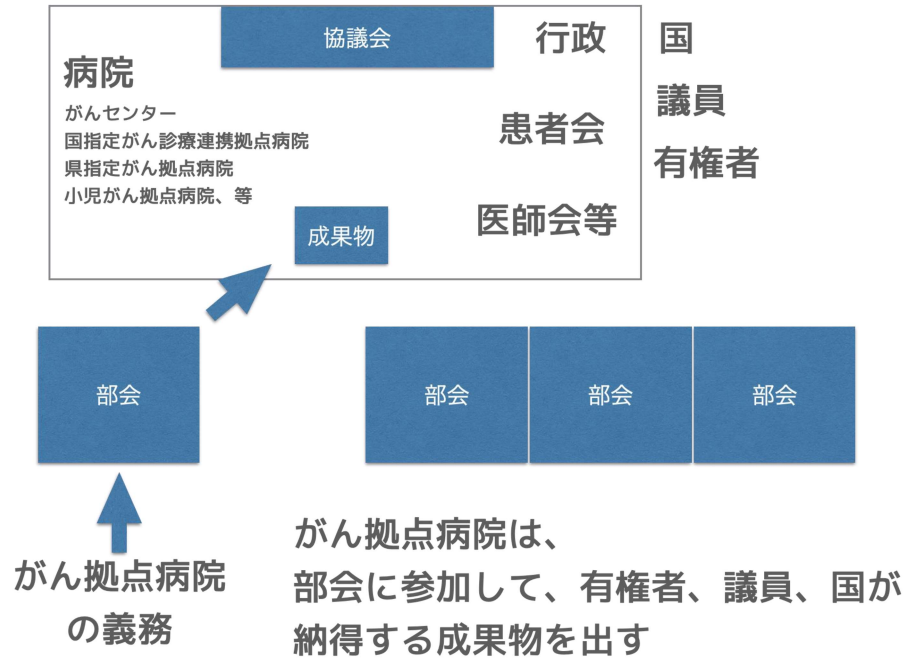 協議会
行政
国
病院
議員
がんセンター
患者会
国指定がん診療連携拠点病院
有権者
県指定がん拠点病院
小児がん拠点病院、等
医師会等
成果物
部会
部会
部会
部会
がん拠点病院
の義務
がん拠点病院は、
部会に参加して、有権者、議員、国が
納得する成果物を出す